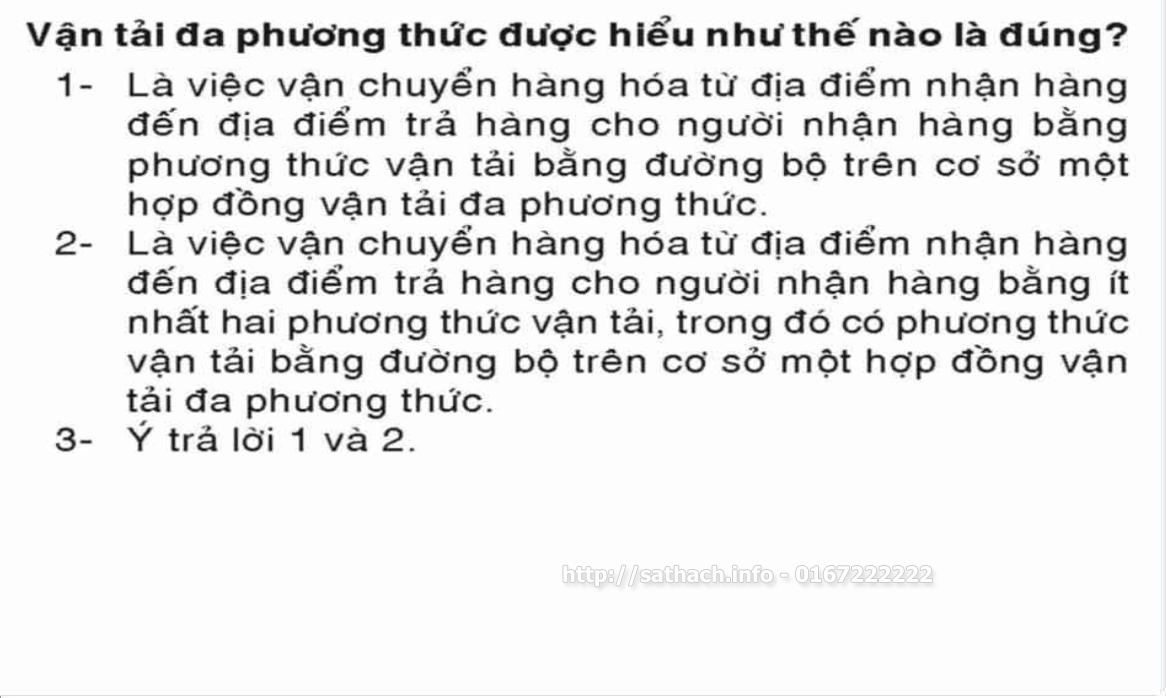 Vận tải đa phương thức được hiểu như thế nào là đúng?
1- Là việc vận chuyển hàng hóa từ địa điểm nhận hàng
đến địa điểm trả hàng cho người nhận hàng bằng
phương thức vận tải bằng đường bộ trên cơ sở một
hợp đồng vận tải đa phương thức.
2- Là việc vận chuyển hàng hóa từ địa điểm nhận hàng
đến địa điểm trả hàng cho người nhận hàng bằng ít
nhất hai phương thức vận tải, trong đó có phương thức
vận tải bằng đường bộ trên cơ sở một hợp đồng vận
tải đa phương thức.
3- Ý trả lời 1 và 2.
http://sathach.info - 0167222222